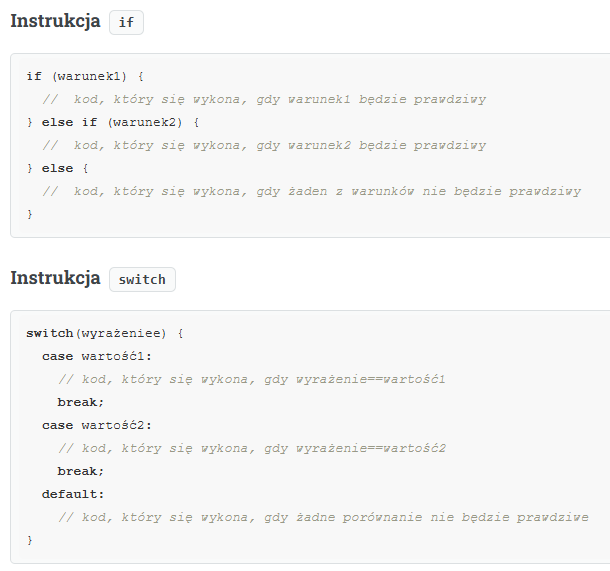 Instrukcja if
if (warunek1) {
  //  kod, który się wykona, gdy warunek1 będzie prawdziwy
} else if (warunek2) {
  //  kod, który się wykona, gdy warunek2 będzie prawdziwy
} else {
  //  kod, który się wykona, gdy żaden z warunków nie będzie prawdziwy
}
Instrukcja switch
switch(wyrażeniee) {
  case wartość1:
    // kod, który się wykona, gdy wyrażenie==wartość1
    break;
  case wartość2:
    // kod, który się wykona, gdy wyrażenie==wartość2
    break;
  default:
    // kod, który się wykona, gdy żadne porównanie nie będzie prawdziwe
}